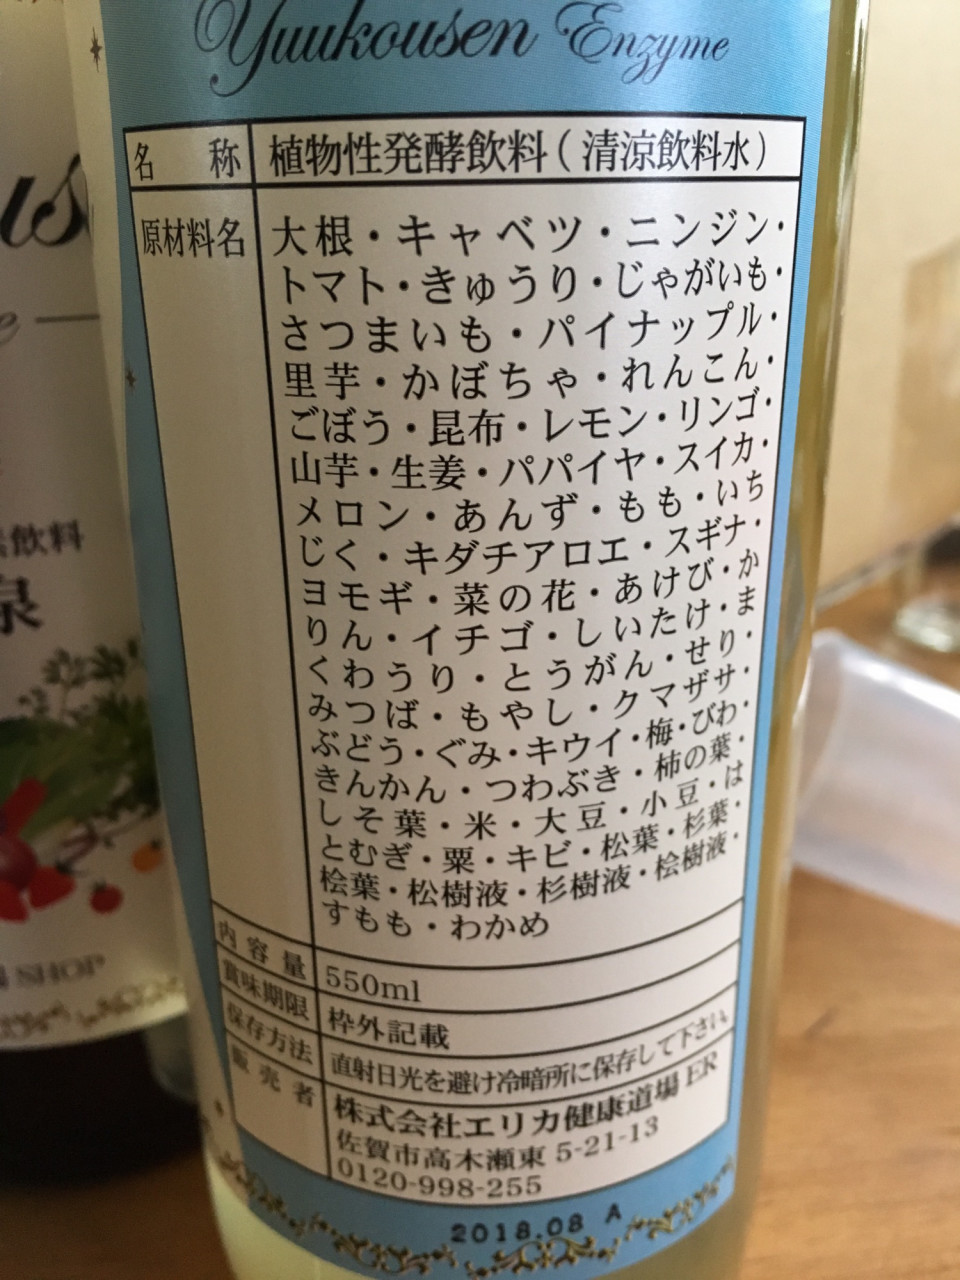 Yuukousen Enzyme
名称 植物性発酵飲料(清涼飲料水)
原材料名 大根・キャベツ・ニンジン・
トマト・きゅうり・じゃがいも・
さつまいも・パイナップル・
里芋・かぼちゃ・れんこん・
ごぼう・昆布・レモン・リンゴ・
山芋・生姜・パパイヤ・スイカ・
メロン・あんず・もも・いち
じく・キダチアロエ・スギナ・
ヨモギ・菜の花・あけび・か
りん・イチゴ・しいたけ・ま
くわうり・とうがん・せり・
みつば・もやし・クマザサ・
ぶどう・ぐみ・キウイ・梅・びわ・
きんかん・つわぶき・柿の葉・
しそ葉・米・大豆・小豆・は
とむぎ・粟・キビ・松葉・杉葉・
桧葉・松樹液・杉樹液・桧樹液・
すもも・わかめ
内容量 550ml
賞味期限 枠外記載
保存方法 直射日光を避け冷暗所に保存して下さい。
販売者 株式会社エリカ健康道場 ER
佐賀市高木瀬東 5-21-13
0120-998-255
2018.08 A
飲料
泉
SHOP